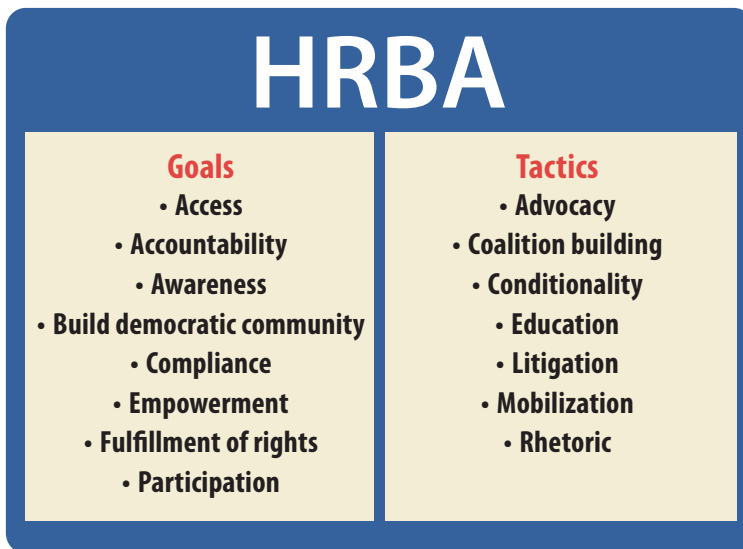 HRBA
Goals
• Access
• Accountability
• Awareness
• Build democratic community
• Compliance
• Empowerment
• Fulfillment of rights
• Participation
Tactics
• Advocacy
• Coalition building
• Conditionality
• Education
• Litigation
• Mobilization
• Rhetoric